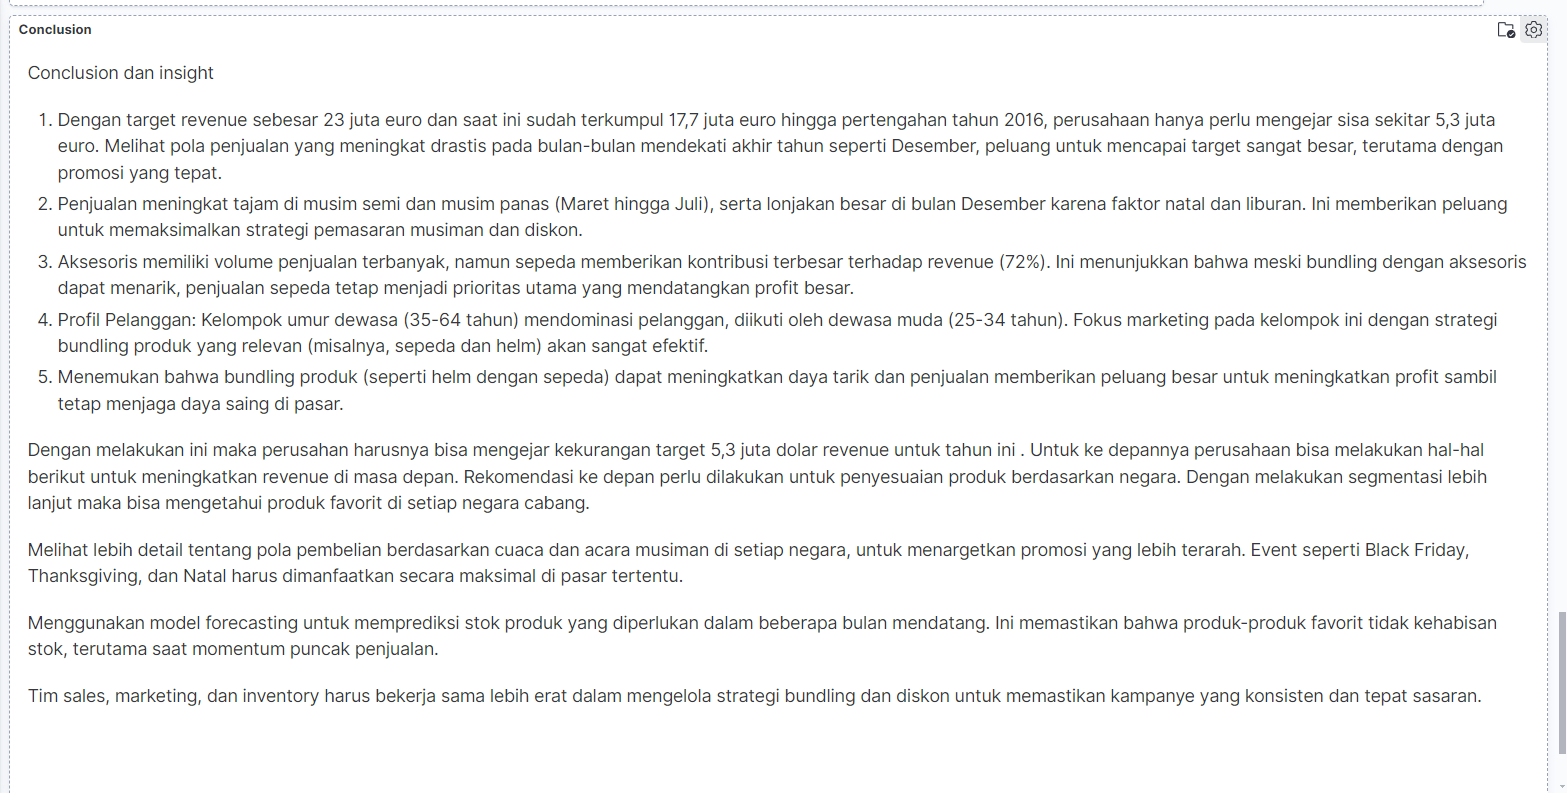 Conclusion
Conclusion dan insight
1. Dengan target revenue sebesar 23 juta euro dan saat ini sudah terkumpul 17,7 juta euro hingga pertengahan tahun 2016, perusahaan hanya perlu mengejar sisa sekitar 5,3 juta
euro. Melihat pola penjualan yang meningkat drastis pada bulan-bulan mendekati akhir tahun seperti Desember, peluang untuk mencapai target sangat besar, terutama dengan
promosi yang tepat.
2. Penjualan meningkat tajam di musim semi dan musim panas (Maret hingga Juli), serta lonjakan besar di bulan Desember karena faktor natal dan liburan. Ini memberikan peluang
untuk memaksimalkan strategi pemasaran musiman dan diskon.
3. Aksesoris memiliki volume penjualan terbanyak, namun sepeda memberikan kontribusi terbesar terhadap revenue (72%). Ini menunjukkan bahwa meski bundling dengan aksesoris
dapat menarik, penjualan sepeda tetap menjadi prioritas utama yang mendatangkan profit besar.
4. Profil Pelanggan: Kelompok umur dewasa (35-64 tahun) mendominasi pelanggan, diikuti oleh dewasa muda (25-34 tahun). Fokus marketing pada kelompok ini dengan strategi
bundling produk yang relevan (misalnya, sepeda dan helm) akan sangat efektif.
5. Menemukan bahwa bundling produk (seperti helm dengan sepeda) dapat meningkatkan daya tarik dan penjualan memberikan peluang besar untuk meningkatkan profit sambil
tetap menjaga daya saing di pasar.
Dengan melakukan ini maka perusahan harusnya bisa mengejar kekurangan target 5,3 juta dolar revenue untuk tahun ini . Untuk ke depannya perusahaan bisa melakukan hal-hal
berikut untuk meningkatkan revenue di masa depan. Rekomendasi ke depan perlu dilakukan untuk penyesuaian produk berdasarkan negara. Dengan melakukan segmentasi lebih
lanjut maka bisa mengetahui produk favorit di setiap negara cabang.
Melihat lebih detail tentang pola pembelian berdasarkan cuaca dan acara musiman di setiap negara, untuk menargetkan promosi yang lebih terarah. Event seperti Black Friday,
Thanksgiving, dan Natal harus dimanfaatkan secara maksimal di pasar tertentu.
Menggunakan model forecasting untuk memprediksi stok produk yang diperlukan dalam beberapa bulan mendatang. Ini memastikan bahwa produk-produk favorit tidak kehabisan
stok, terutama saat momentum puncak penjualan.
Tim sales, marketing, dan inventory harus bekerja sama lebih erat dalam mengelola strategi bundling dan diskon untuk memastikan kampanye yang konsisten dan tepat sasaran.